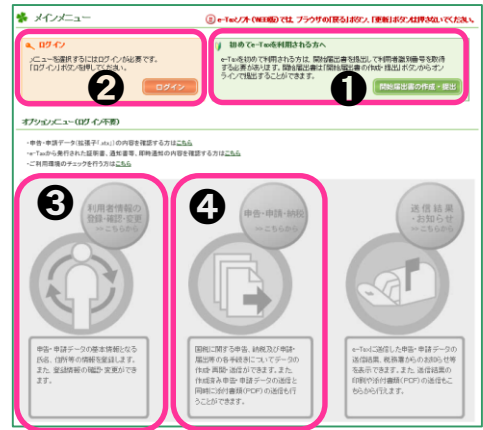 メインメニュー
e-Taxソフト(WEB版)では、ブラウザの「戻る」ボタン、「更新」ボタンは押さないでください。
ログイン
メニューを選択するにはログインが必要です。
「ログイン」ボタンを押してください。
ログイン
2
初めてe-Taxを利用される方へ
e-Taxを初めて利用される方は、開始届出書を提出して利用者識別番号を取得
する必要があります。開始届出書は「開始届出書の作成・提出」ボタンからオン
ラインで提出することができます。
開始届出書の作成・提出
1
オプションメニュー(ログイン不要)
・申告・申請データ(拡張子「.xtx」)の内容を確認する方はこちら
・e-Taxから発行された証明書、通知書等、即時通知の内容を確認する方はこちら
・ご利用環境のチェックを行う方はこちら
3
利用者情報の
登録・確認・変更
>>こちらから
申告・申請データの基本情報となる
氏名、住所等の情報を登録します。
また、登録情報の確認・変更ができ
ます。
4
申告・申請・納税
>>こちらから
国税に関する申告、納税及び申請・
届出等の各手続きについてデータの
作成・再開・送信ができます。また、
作成済み申告・申請データの送信と
同時に添付書類(PDF)の送信も行
うことができます。
送信結果
・お知らせ
>>こちらから
e-Taxに送信した申告・申請データの
送信結果、税務署からのお知らせ等
を表示できます。また、送信結果の
印刷や添付書類(PDF)の送信もこ
ちらから行えます。